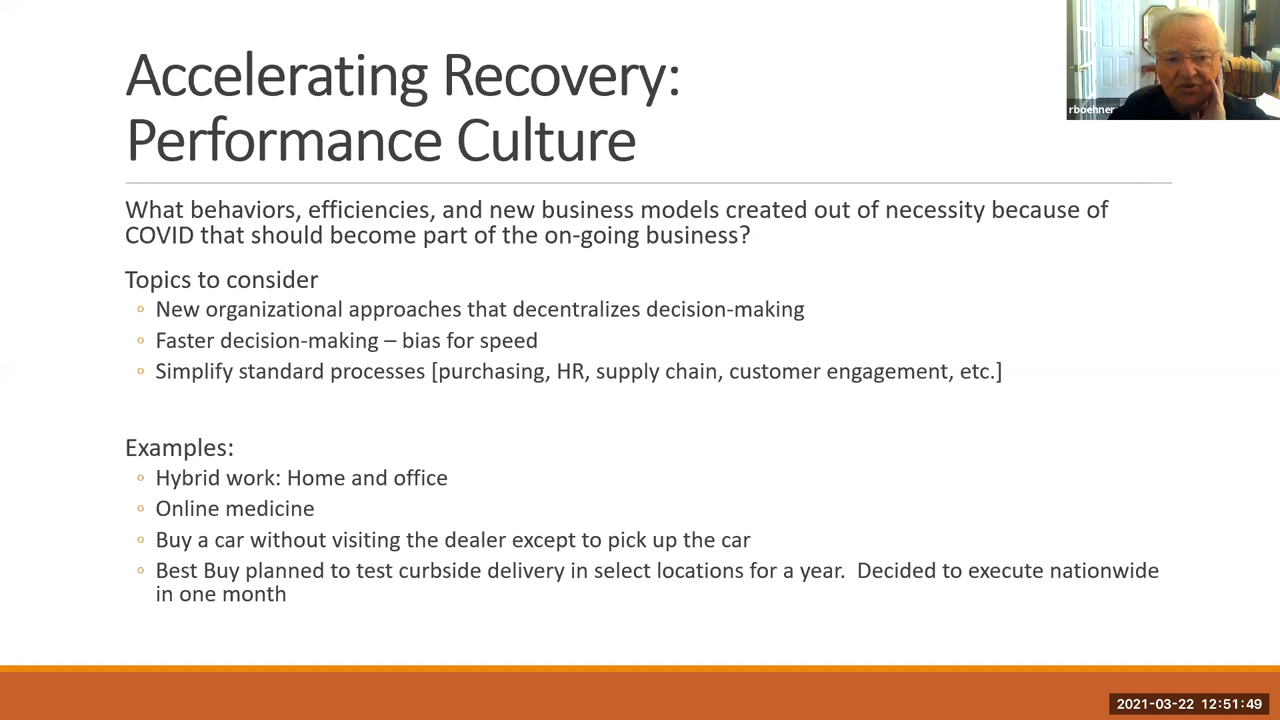 Accelerating Recovery:
Performance Culture
rboehner
What behaviors, efficiencies, and new business models created out of necessity because of
COVID that should become part of the on-going business?
Topics to consider
◦ New organizational approaches that decentralizes decision-making
◦ Faster decision-making – bias for speed
◦ Simplify standard processes [purchasing, HR, supply chain, customer engagement, etc.]
Examples:
◦ Hybrid work: Home and office
◦ Online medicine
◦ Buy a car without visiting the dealer except to pick up the car
◦ Best Buy planned to test curbside delivery in select locations for a year.  Decided to execute nationwide
in one month
2021-03-22 12:51:49